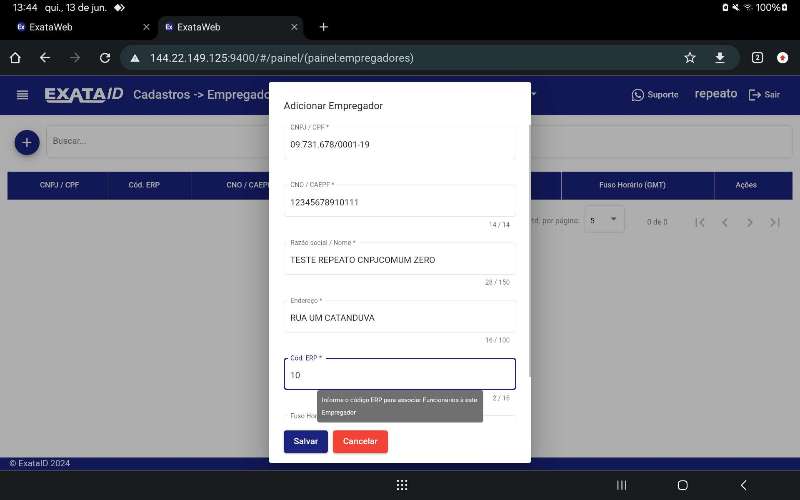 13:44 qui., 13 de jun.
100%
Ex ExataWeb
Ex ExataWeb
144.22.149.125:9400/#/painel/(painel:empregadores)
2
EXATAID Cadastros -> Empregado
Suporte
repeato
Sair
Adicionar Empregador
Buscar...
CNPJ / CPF *
09.731.678/0001-19
CNPJ / CPF
Cód. ERP
CNO / CAEPF
Fuso Horário (GMT)
Ações
CNO / CAEPF *
12345678910111
14 / 14
por página:
5
0 de 0
Razão social / Nome *
TESTE REPEATO CNPJCOMUM ZERO
28 / 150
Endereço *
RUA UM CATANDUVA
16 / 100
Cód. ERP *
10
2 / 16
Informe o código ERP para associar Funcionários à este
Empregador
Fuso Hor
Salvar
Cancelar
© ExataID 2024